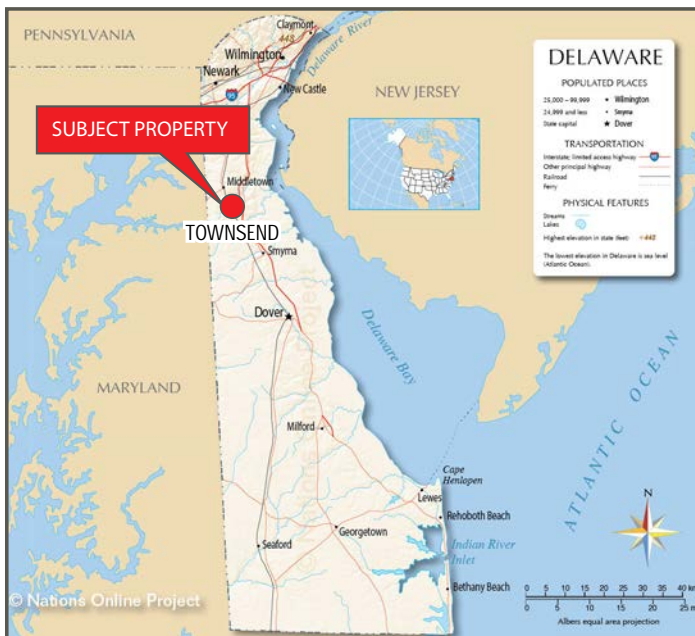 PENNSYLVANIA
Claymont
448
Wilmington
Delaware River
Newark
95
New Castle
NEW JERSEY
SUBJECT PROPERTY
Middletown
TOWNSEND
Smyrna
Dover
Delaware Bay
MARYLAND
Milford
Cape
Henlopen
Lewes
Rehoboth Beach
Georgetown
Seaford
Indian River
Inlet
Bethany Beach
ATLANTIC OCEAN
© Nations Online Project
DELAWARE
POPULATED PLACES
25,000 – 99,999 • Wilmington
24,999 and less • Smyrna
State capital ★ Dover
TRANSPORTATION
Interstate; limited access highway
Other principal highway
Railroad
Ferry
PHYSICAL FEATURES
Streams
Lakes
Highest elevation in state (feet) +448
The lowest elevation in Delaware is sea level
(Atlantic Ocean).
N
0 5 10 15 20 25 30 35 40 km
0 5 10 15 20 25 m
Albers equal area projection